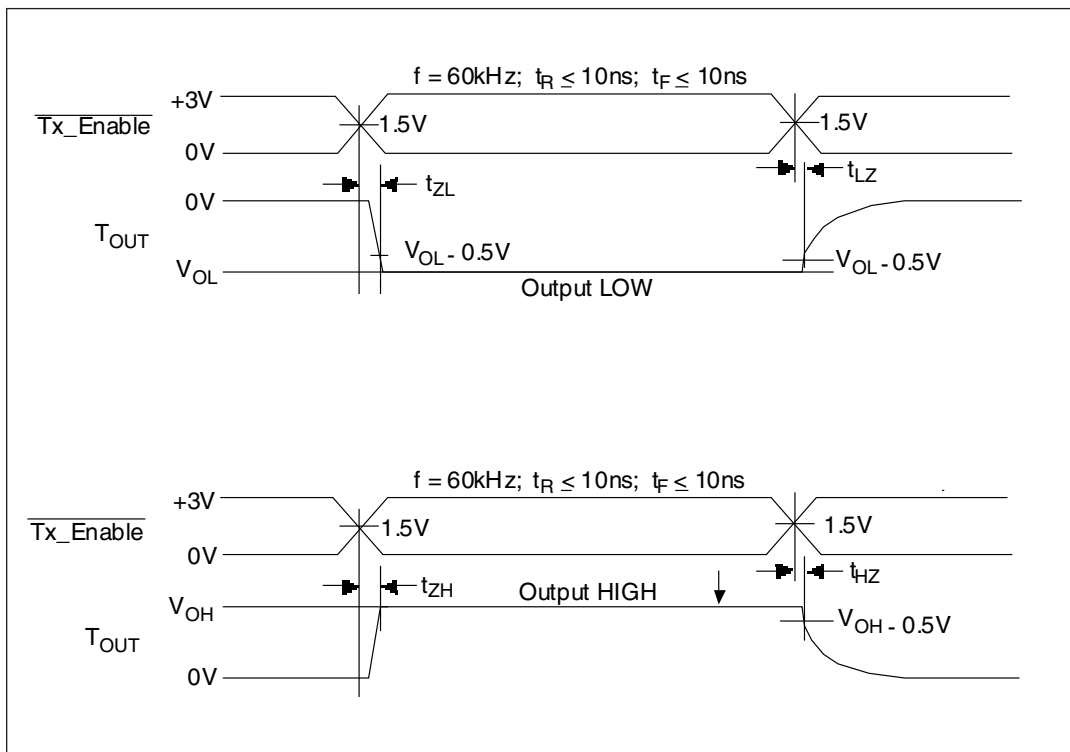 f = 60kHz; tR ≤ 10ns; tF ≤ 10ns
+3V
Tx_Enable
1.5V
1.5V
0V
tZL
tLZ
0V
TOUT
VOL - 0.5V
VOL - 0.5V
VOL
Output LOW
f = 60kHz; tR ≤ 10ns; tF ≤ 10ns
+3V
Tx_Enable
1.5V
1.5V
0V
tZH
tHZ
Output HIGH
VOH
VOH - 0.5V
TOUT
0V